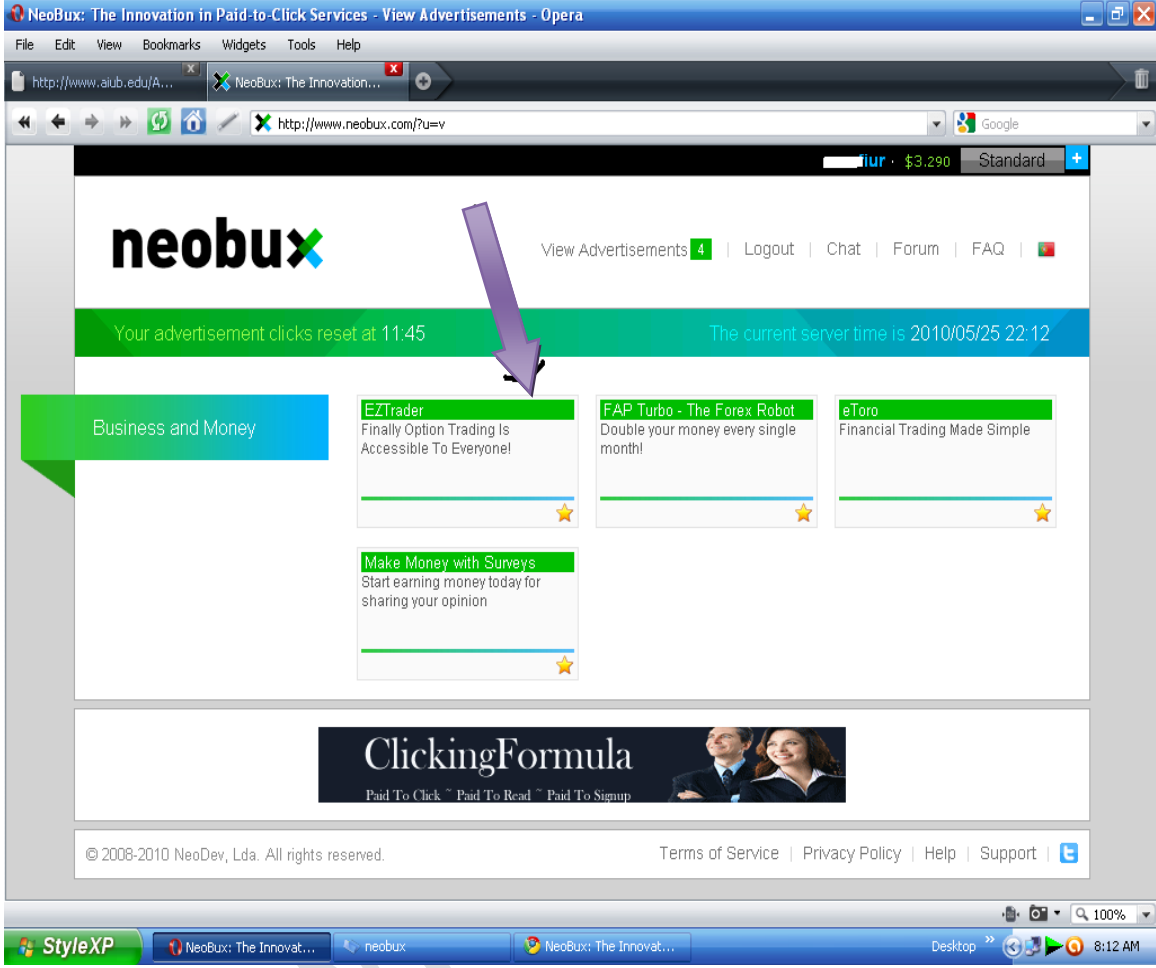 NeoBux: The Innovation in Paid-to-Click Services - View Advertisements - Opera
File Edit View Bookmarks Widgets Tools Help
http://www.aiub.edu/A... NeoBux: The Innovation...
http://www.neobux.com/?u=v Google
fiur · $3.290 Standard +
neobux
View Advertisements 4 | Logout | Chat | Forum | FAQ |
Your advertisement clicks reset at 11:45 The current server time is 2010/05/25 22:12
Business and Money
EZTrader
Finally Option Trading Is
Accessible To Everyone!
FAP Turbo - The Forex Robot
Double your money every single
month!
eToro
Financial Trading Made Simple
Make Money with Surveys
Start earning money today for
sharing your opinion
ClickingFormula
Paid To Click ~ Paid To Read ~ Paid To Signup
© 2008-2010 NeoDev, Lda. All rights reserved. Terms of Service | Privacy Policy | Help | Support |
100%
StyleXP NeoBux: The Innovat... neobux NeoBux: The Innovat... Desktop » 8:12 AM